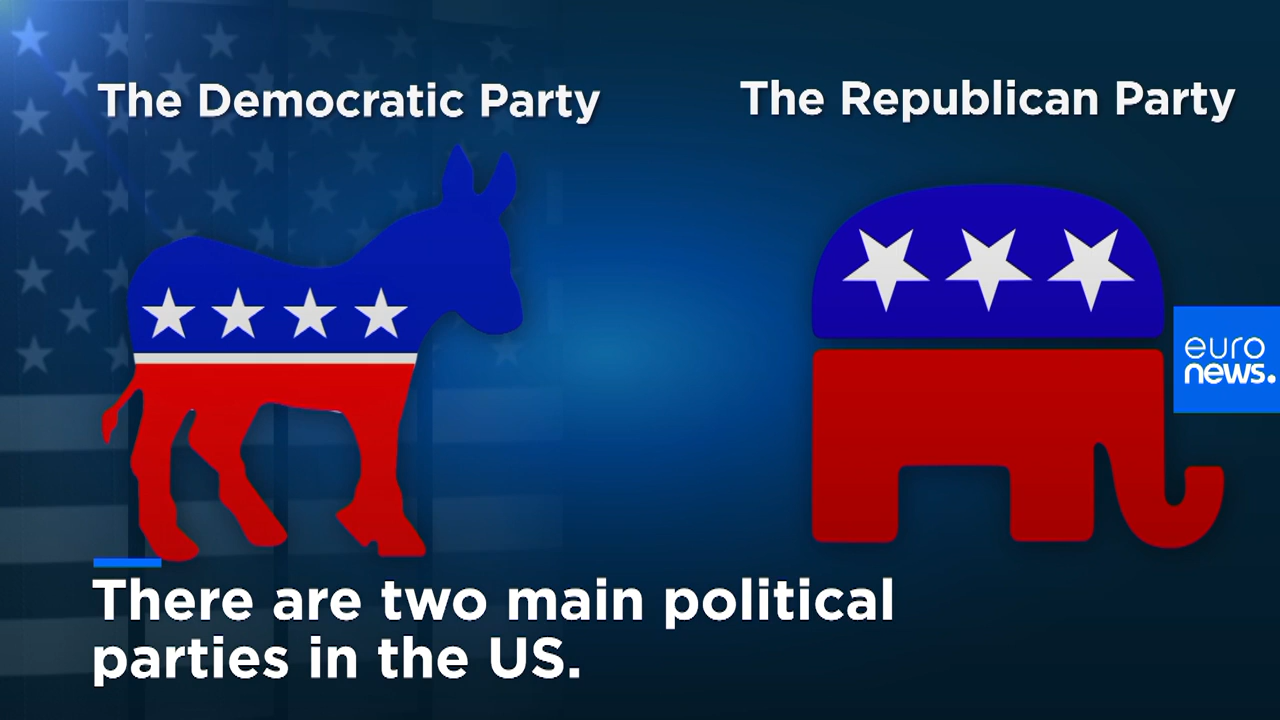 The Democratic Party
The Republican Party
euro
news.
There are two main political
parties in the US.